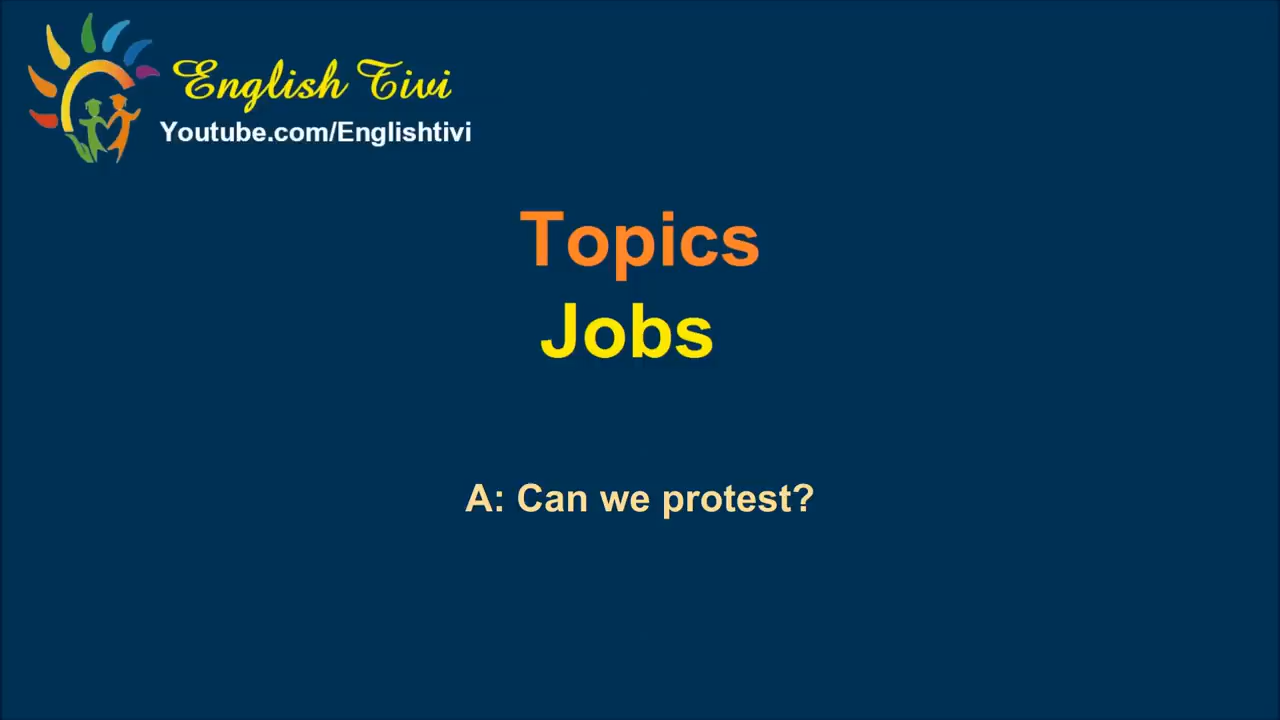 English Tivi
Youtube.com/Englishtivi
Topics
Jobs
A: Can we protest?